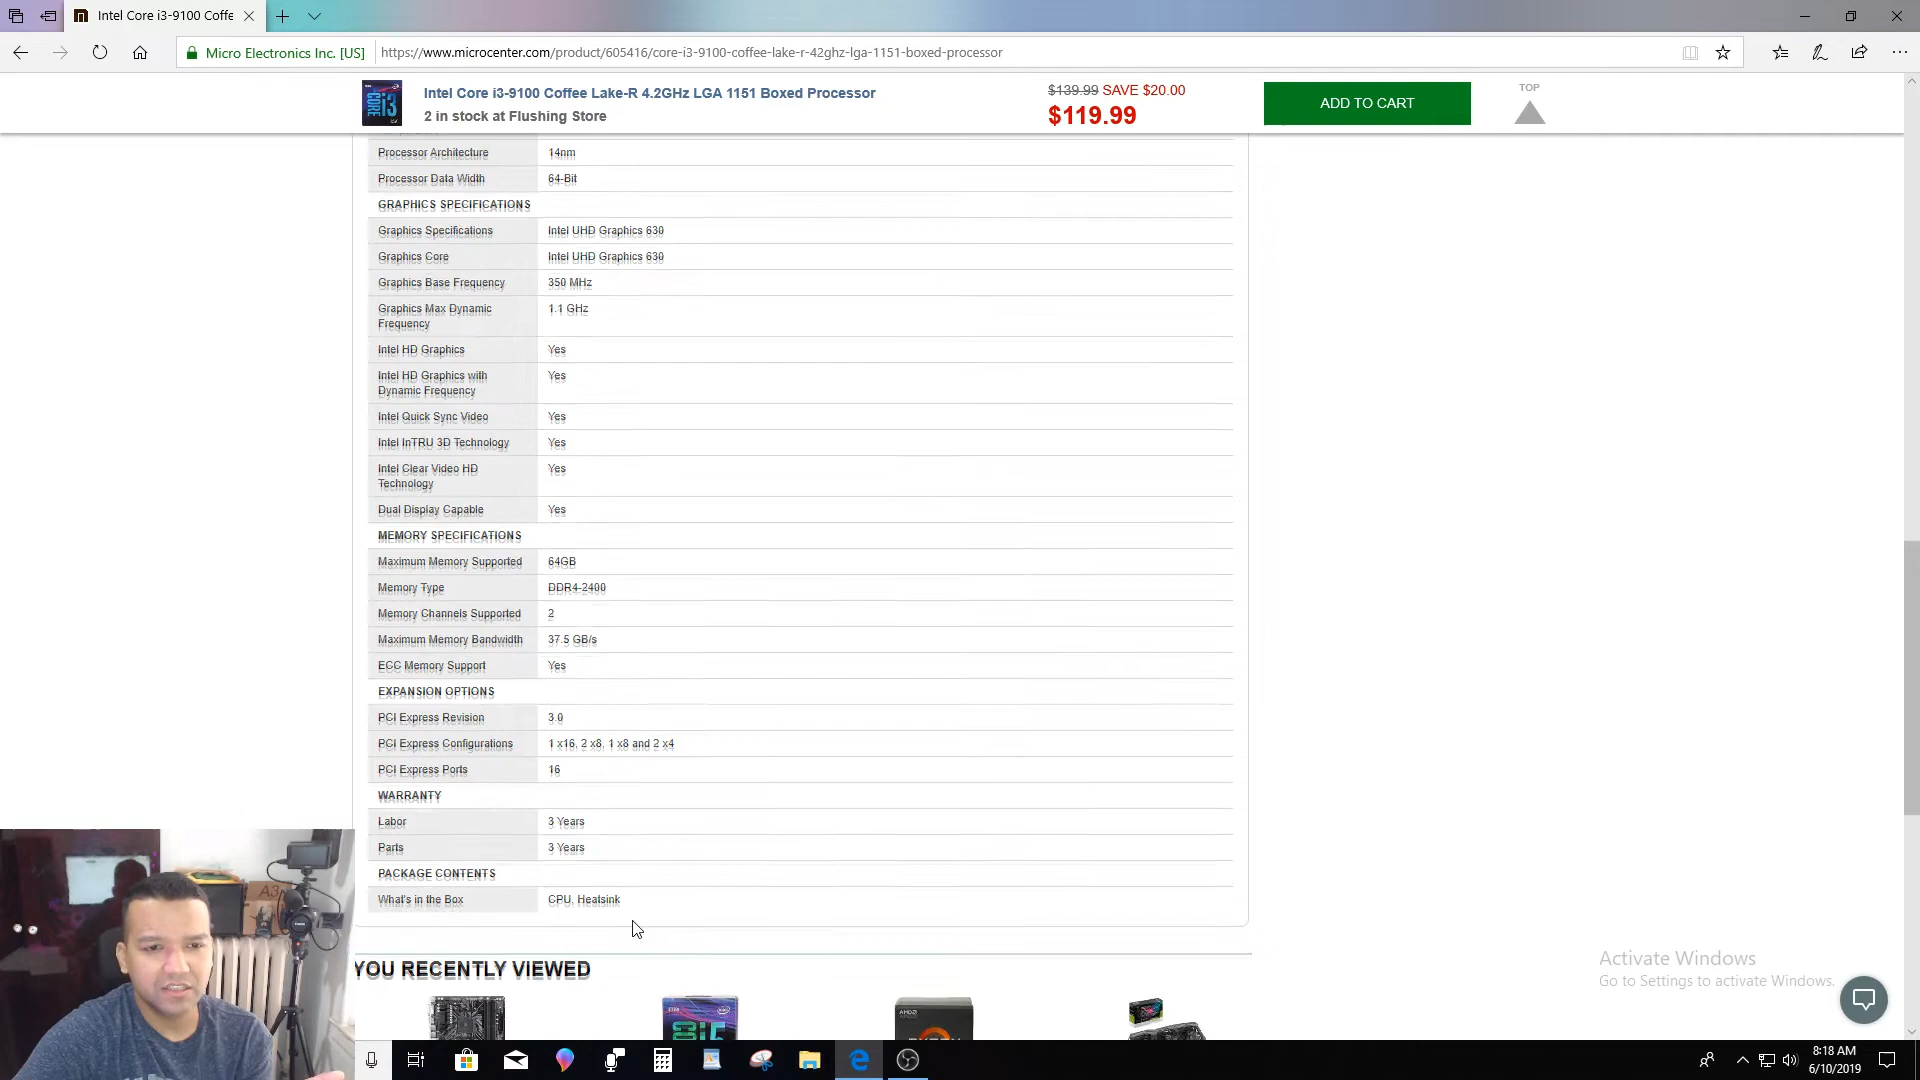 Intel Core i3-9100 Coffe
Micro Electronics Inc. [US]
https://www.microcenter.com/product/605416/core-i3-9100-coffee-lake-r-42ghz-lga-1151-boxed-processor
Intel Core i3-9100 Coffee Lake-R 4.2GHz LGA 1151 Boxed Processor
2 in stock at Flushing Store
$139.99 SAVE $20.00
$119.99
ADD TO CART
TOP
Processor Architecture 14nm
Processor Data Width 64-Bit
GRAPHICS SPECIFICATIONS
Graphics Specifications Intel UHD Graphics 630
Graphics Core Intel UHD Graphics 630
Graphics Base Frequency 350 MHz
Graphics Max Dynamic Frequency 1.1 GHz
Intel HD Graphics Yes
Intel HD Graphics with Dynamic Frequency Yes
Intel Quick Sync Video Yes
Intel InTRU 3D Technology Yes
Intel Clear Video HD Technology Yes
Dual Display Capable Yes
MEMORY SPECIFICATIONS
Maximum Memory Supported 64GB
Memory Type DDR4-2400
Memory Channels Supported 2
Maximum Memory Bandwidth 37.5 GB/s
ECC Memory Support Yes
EXPANSION OPTIONS
PCI Express Revision 3.0
PCI Express Configurations 1 x16, 2 x8, 1 x8 and 2 x4
PCI Express Ports 16
WARRANTY
Labor 3 Years
Parts 3 Years
PACKAGE CONTENTS
What's in the Box CPU, Heatsink
YOU RECENTLY VIEWED
Activate Windows
Go to Settings to activate Windows.
8:18 AM
6/10/2019